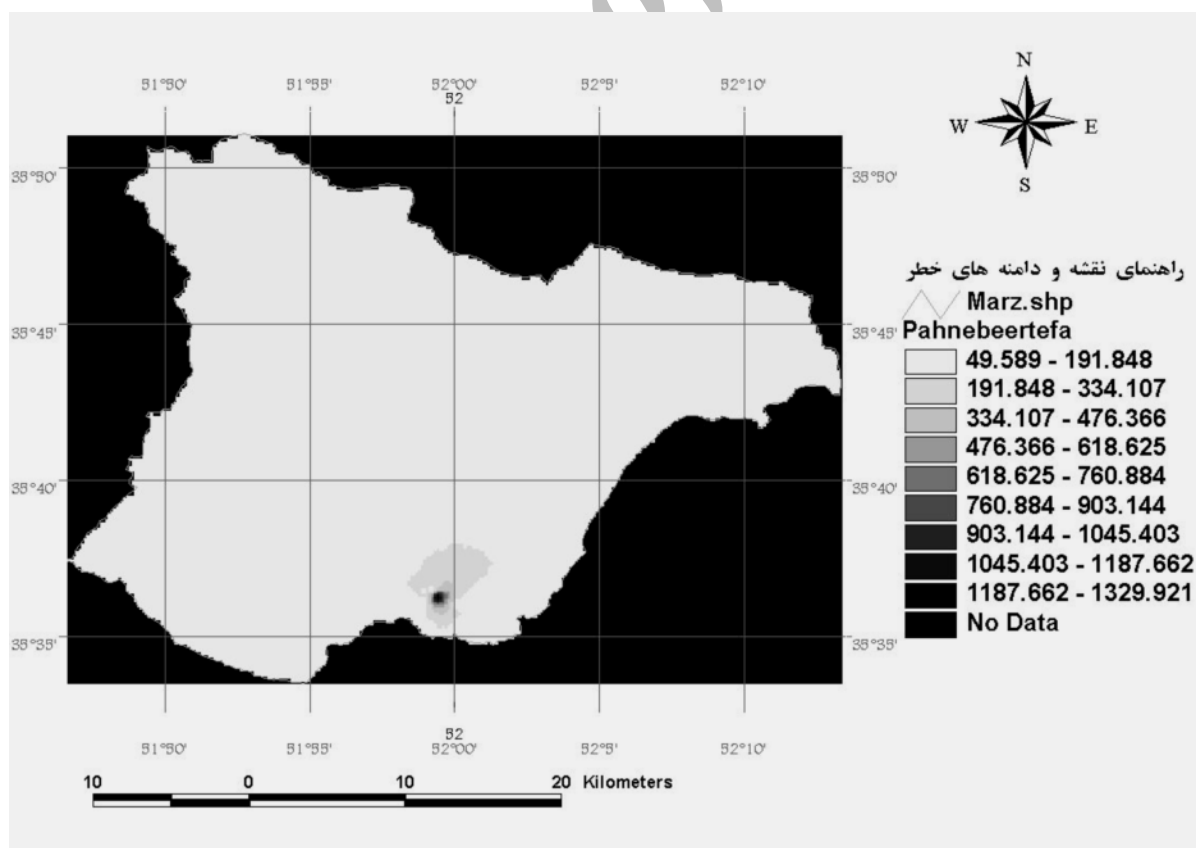 N
W E
S
51°50' 51°55' 52°00' 52°5' 52°10'
52
35°50' 35°50'
35°45' 35°45'
35°40' 35°40'
35°35' 35°35'
52
51°50' 51°55' 52°00' 52°5' 52°10'
10 0 10 20 Kilometers
راهنمای نقشه و دامنه های خطر
Marz.shp
Pahnebeertefa
49.589 - 191.848
191.848 - 334.107
334.107 - 476.366
476.366 - 618.625
618.625 - 760.884
760.884 - 903.144
903.144 - 1045.403
1045.403 - 1187.662
1187.662 - 1329.921
No Data